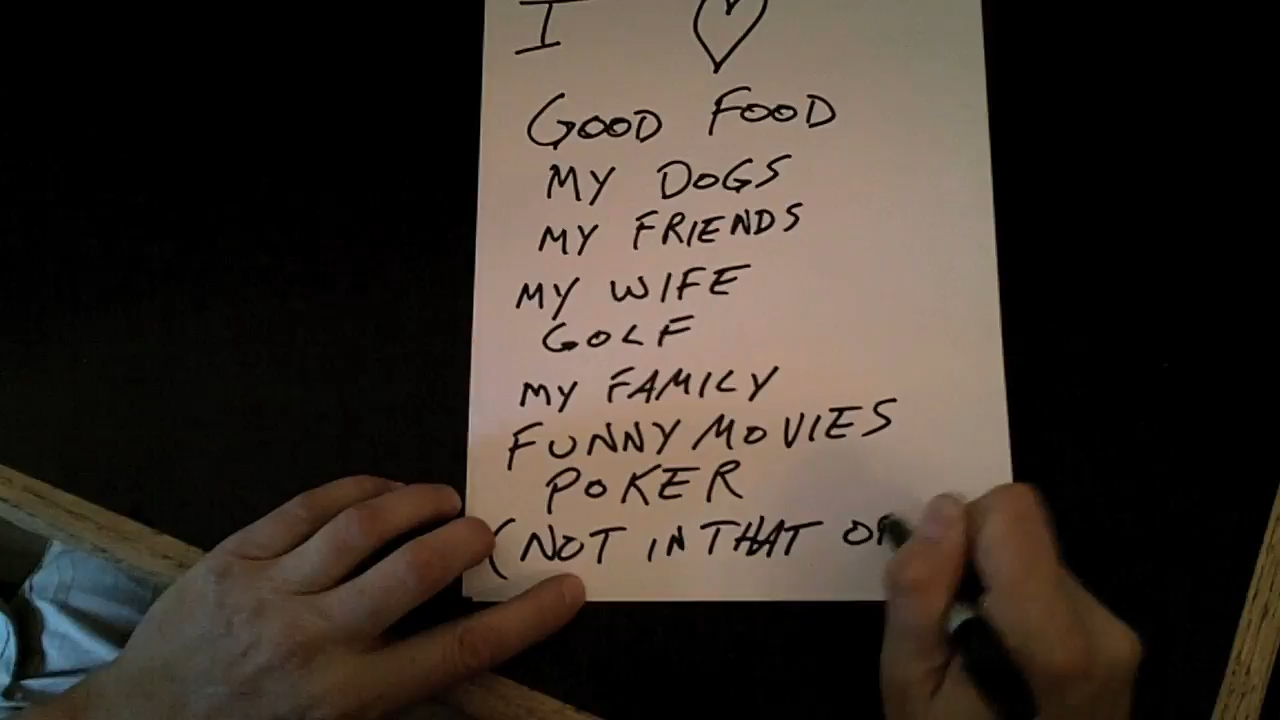 I ♡
GOOD FOOD
MY DOGS
MY FRIENDS
MY WIFE
GOLF
MY FAMILY
FUNNY MOVIES
POKER
(NOT IN THAT